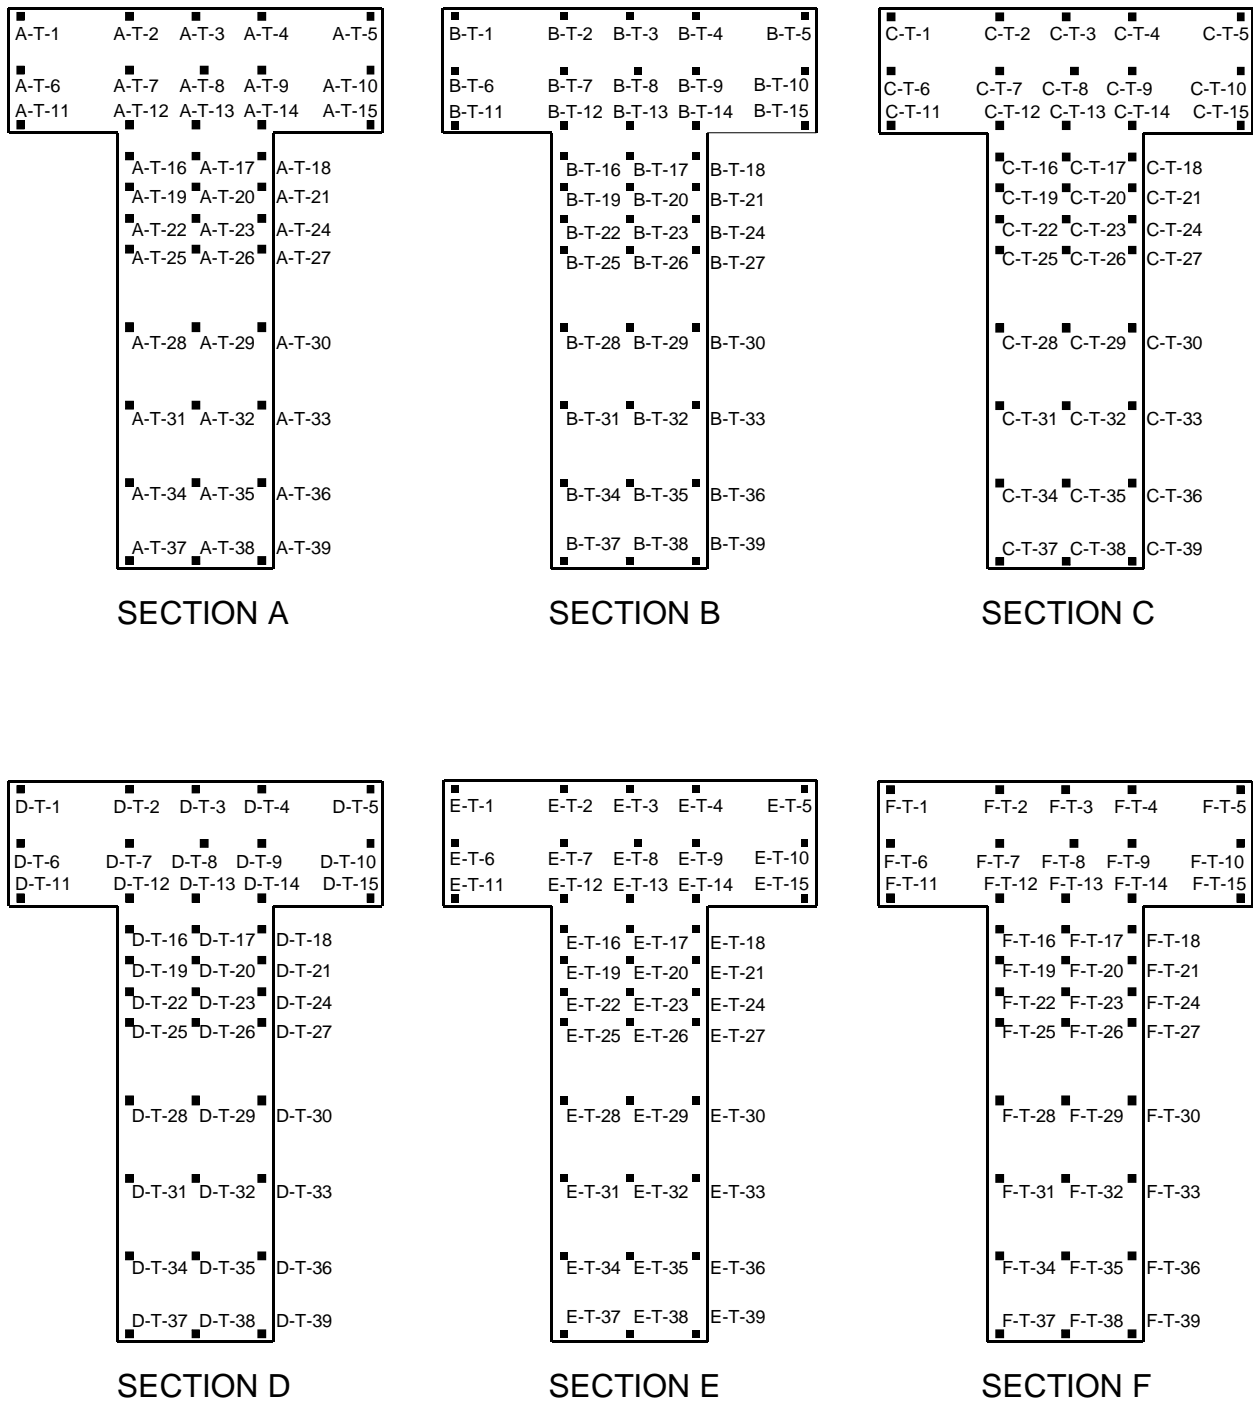 A-T-1 A-T-2 A-T-3 A-T-4 A-T-5
A-T-6 A-T-7 A-T-8 A-T-9 A-T-10
A-T-11 A-T-12 A-T-13 A-T-14 A-T-15
A-T-16 A-T-17 A-T-18
A-T-19 A-T-20 A-T-21
A-T-22 A-T-23 A-T-24
A-T-25 A-T-26 A-T-27
A-T-28 A-T-29 A-T-30
A-T-31 A-T-32 A-T-33
A-T-34 A-T-35 A-T-36
A-T-37 A-T-38 A-T-39
SECTION A
B-T-1 B-T-2 B-T-3 B-T-4 B-T-5
B-T-6 B-T-7 B-T-8 B-T-9 B-T-10
B-T-11 B-T-12 B-T-13 B-T-14 B-T-15
B-T-16 B-T-17 B-T-18
B-T-19 B-T-20 B-T-21
B-T-22 B-T-23 B-T-24
B-T-25 B-T-26 B-T-27
B-T-28 B-T-29 B-T-30
B-T-31 B-T-32 B-T-33
B-T-34 B-T-35 B-T-36
B-T-37 B-T-38 B-T-39
SECTION B
C-T-1 C-T-2 C-T-3 C-T-4 C-T-5
C-T-6 C-T-7 C-T-8 C-T-9 C-T-10
C-T-11 C-T-12 C-T-13 C-T-14 C-T-15
C-T-16 C-T-17 C-T-18
C-T-19 C-T-20 C-T-21
C-T-22 C-T-23 C-T-24
C-T-25 C-T-26 C-T-27
C-T-28 C-T-29 C-T-30
C-T-31 C-T-32 C-T-33
C-T-34 C-T-35 C-T-36
C-T-37 C-T-38 C-T-39
SECTION C
D-T-1 D-T-2 D-T-3 D-T-4 D-T-5
D-T-6 D-T-7 D-T-8 D-T-9 D-T-10
D-T-11 D-T-12 D-T-13 D-T-14 D-T-15
D-T-16 D-T-17 D-T-18
D-T-19 D-T-20 D-T-21
D-T-22 D-T-23 D-T-24
D-T-25 D-T-26 D-T-27
D-T-28 D-T-29 D-T-30
D-T-31 D-T-32 D-T-33
D-T-34 D-T-35 D-T-36
D-T-37 D-T-38 D-T-39
SECTION D
E-T-1 E-T-2 E-T-3 E-T-4 E-T-5
E-T-6 E-T-7 E-T-8 E-T-9 E-T-10
E-T-11 E-T-12 E-T-13 E-T-14 E-T-15
E-T-16 E-T-17 E-T-18
E-T-19 E-T-20 E-T-21
E-T-22 E-T-23 E-T-24
E-T-25 E-T-26 E-T-27
E-T-28 E-T-29 E-T-30
E-T-31 E-T-32 E-T-33
E-T-34 E-T-35 E-T-36
E-T-37 E-T-38 E-T-39
SECTION E
F-T-1 F-T-2 F-T-3 F-T-4 F-T-5
F-T-6 F-T-7 F-T-8 F-T-9 F-T-10
F-T-11 F-T-12 F-T-13 F-T-14 F-T-15
F-T-16 F-T-17 F-T-18
F-T-19 F-T-20 F-T-21
F-T-22 F-T-23 F-T-24
F-T-25 F-T-26 F-T-27
F-T-28 F-T-29 F-T-30
F-T-31 F-T-32 F-T-33
F-T-34 F-T-35 F-T-36
F-T-37 F-T-38 F-T-39
SECTION F